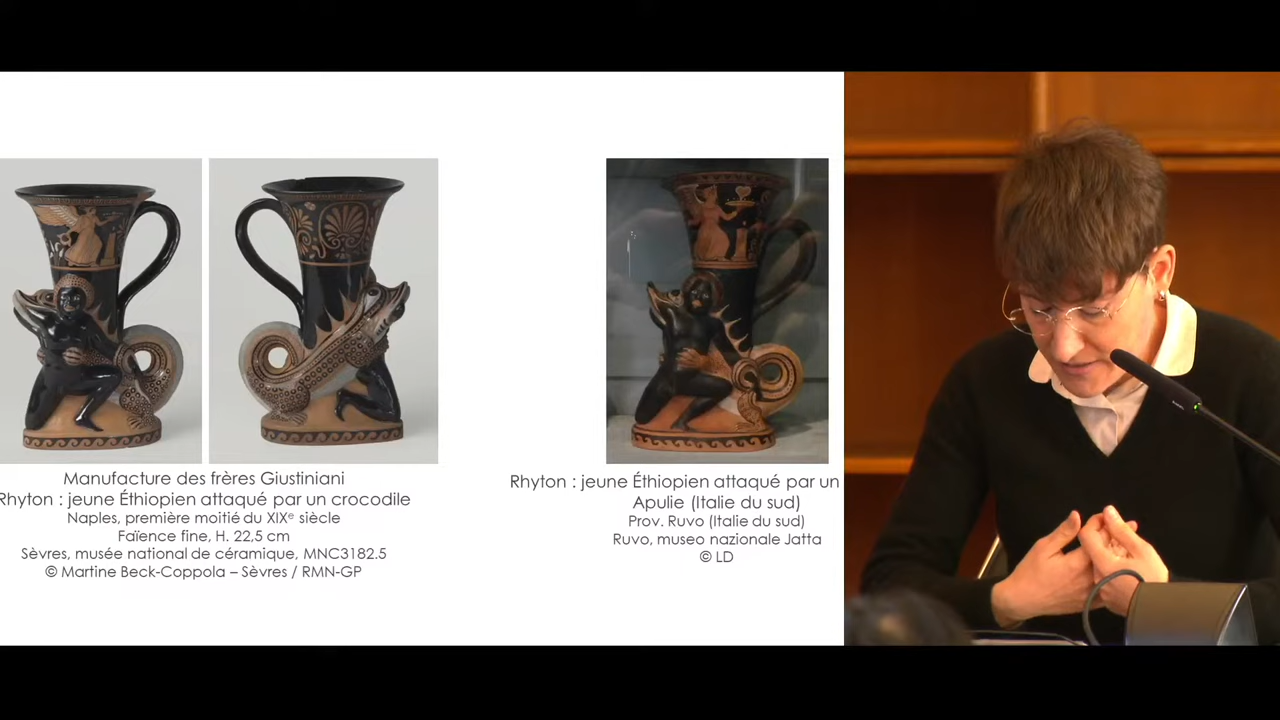 Manufacture des frères Giustiniani
Rhyton : jeune Éthiopien attaqué par un crocodile
Naples, première moitié du XIXᵉ siècle
Faïence fine, H. 22,5 cm
Sèvres, musée national de céramique, MNC3182.5
© Martine Beck-Coppola – Sèvres / RMN-GP
Rhyton : jeune Éthiopien attaqué par un
Apulie (Italie du sud)
Prov. Ruvo (Italie du sud)
Ruvo, museo nazionale Jatta
© LD